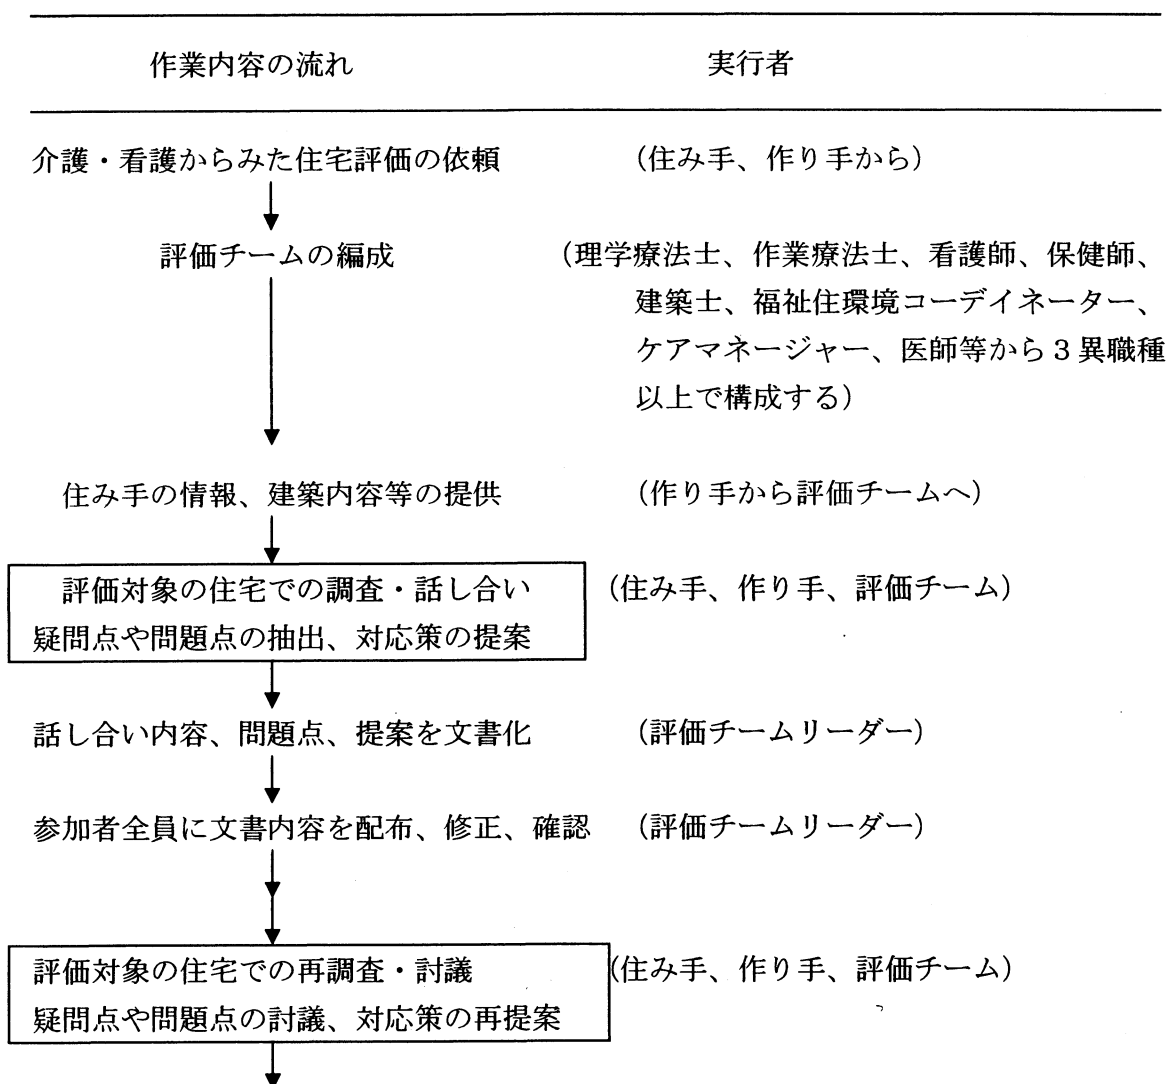 作業内容の流れ 実行者
介護・看護からみた住宅評価の依頼 (住み手、作り手から)
評価チームの編成 (理学療法士、作業療法士、看護師、保健師、
建築士、福祉住環境コーデイネーター、
ケアマネージャー、医師等から3異職種
以上で構成する)
住み手の情報、建築内容等の提供 (作り手から評価チームへ)
評価対象の住宅での調査・話し合い (住み手、作り手、評価チーム)
疑問点や問題点の抽出、対応策の提案
話し合い内容、問題点、提案を文書化 (評価チームリーダー)
参加者全員に文書内容を配布、修正、確認 (評価チームリーダー)
評価対象の住宅での再調査・討議 (住み手、作り手、評価チーム)
疑問点や問題点の討議、対応策の再提案